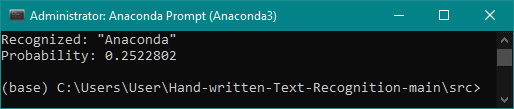 Administrator: Anaconda Prompt (Anaconda3)
Recognized: "Anaconda"
Probability: 0.2522802
(base) C:\Users\User\Hand-written-Text-Recognition-main\src>